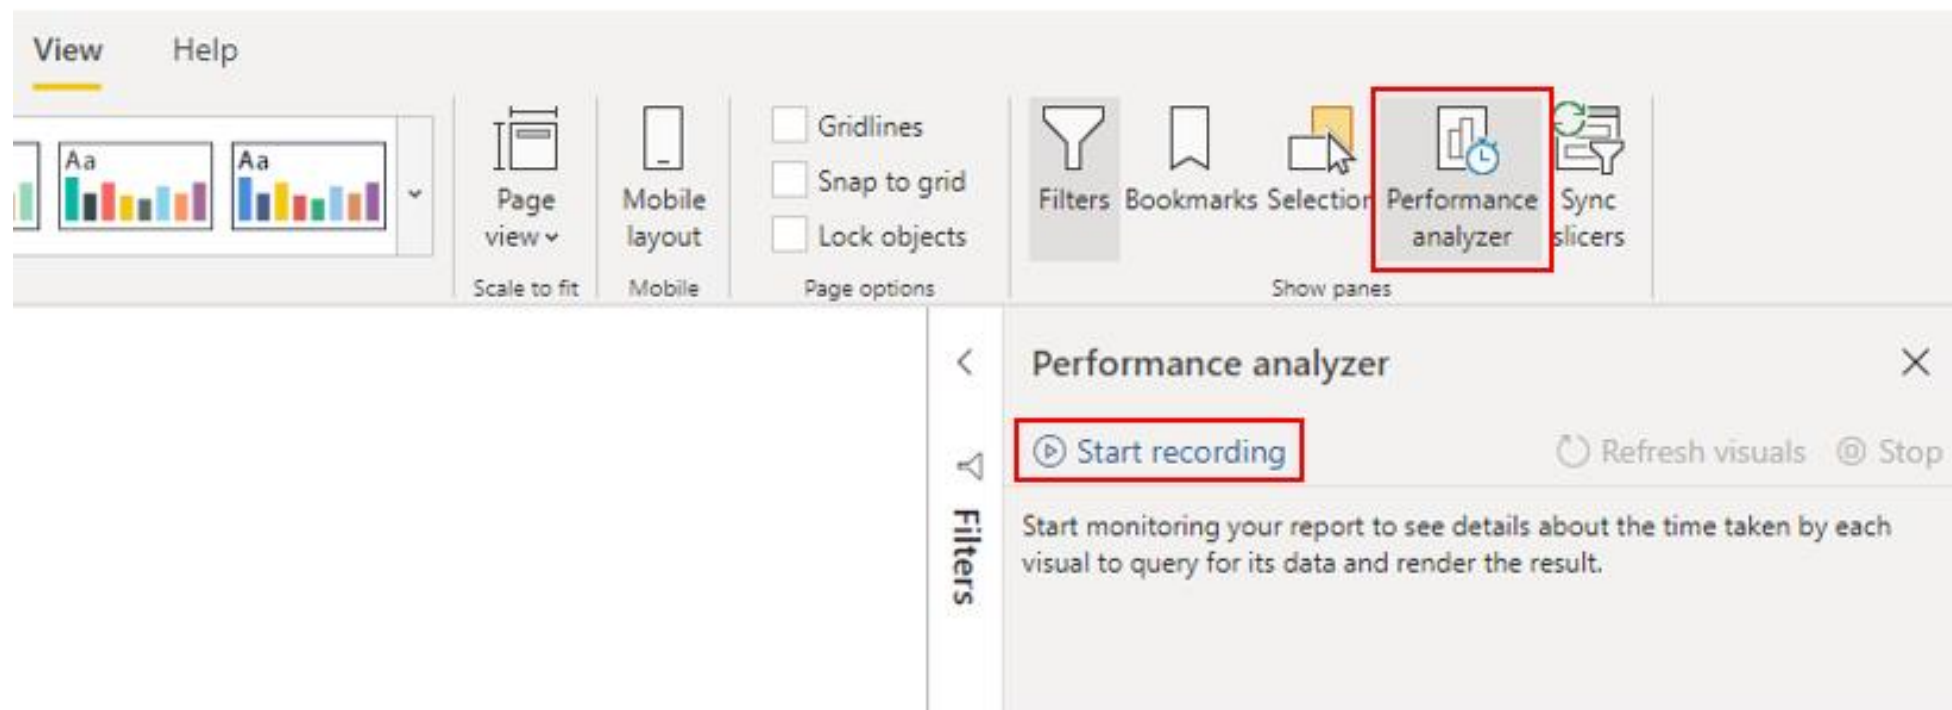 View Help
Aa Aa
Page view
Mobile layout
Gridlines
Snap to grid
Lock objects
Filters
Bookmarks
Selection
Performance analyzer
Sync slicers
Scale to fit
Mobile
Page options
Show panes
Filters
Performance analyzer
Start recording Refresh visuals Stop
Start monitoring your report to see details about the time taken by each
visual to query for its data and render the result.